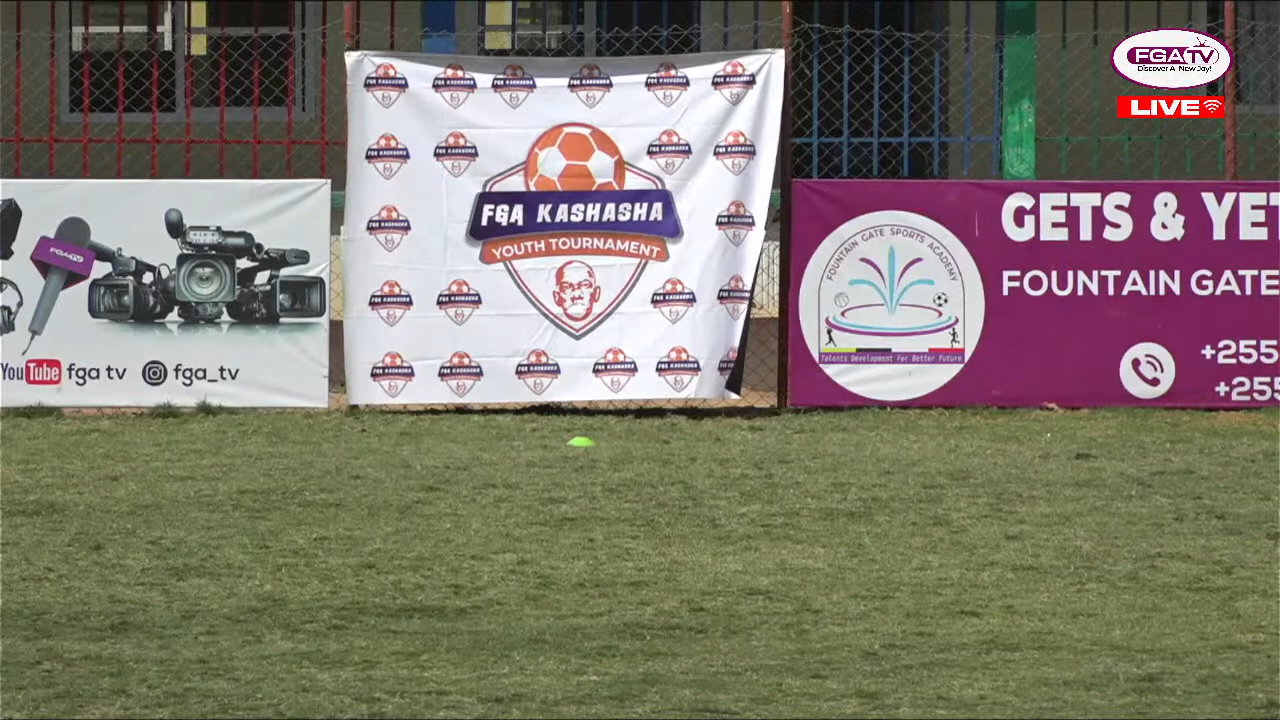 FGATV
Discover A New Day!
LIVE
FGA KASHASHA
YOUTH TOURNAMENT
FGATV
YouTube fga tv
fga_tv
FOUNTAIN GATE SPORTS ACADEMY
Talents Development For Better Future
GETS & YET
FOUNTAIN GATE
+255
+255